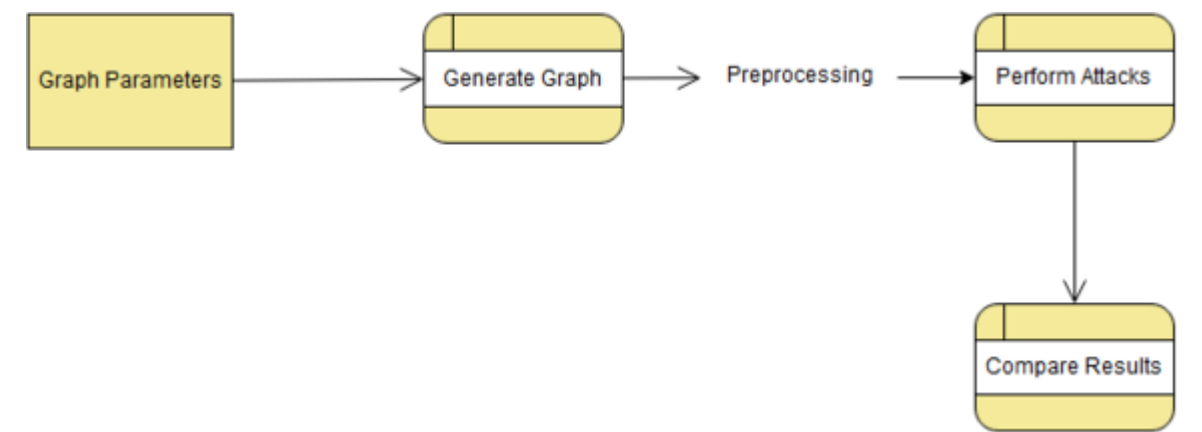 Graph Parameters
Generate Graph
Preprocessing
Perform Attacks
Compare Results